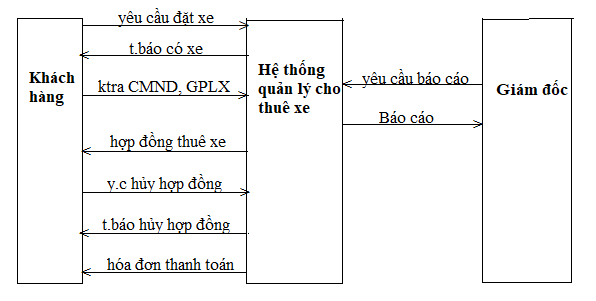 yêu cầu đặt xe
t.báo có xe
Khách
hàng
ktra CMND, GPLX
Hệ thống
quản lý cho
thuê xe
yêu cầu báo cáo
Giám đốc
Báo cáo
hợp đồng thuê xe
y.c hủy hợp đồng
t.báo hủy hợp đồng
hóa đơn thanh toán